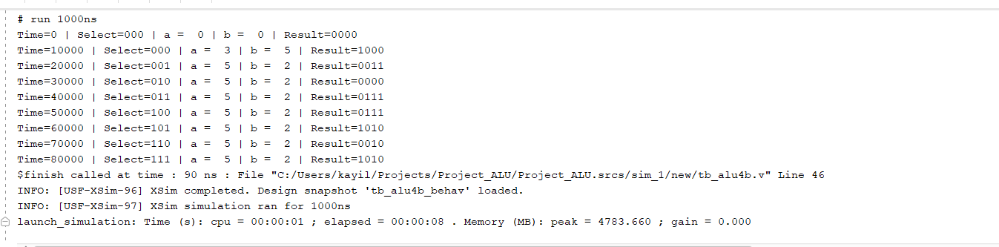 # run 1000ns
Time=0 | Select=000 | a =  0 | b =  0 | Result=0000
Time=10000 | Select=000 | a =  3 | b =  5 | Result=1000
Time=20000 | Select=001 | a =  5 | b =  2 | Result=0011
Time=30000 | Select=010 | a =  5 | b =  2 | Result=0000
Time=40000 | Select=011 | a =  5 | b =  2 | Result=0111
Time=50000 | Select=100 | a =  5 | b =  2 | Result=0111
Time=60000 | Select=101 | a =  5 | b =  2 | Result=1010
Time=70000 | Select=110 | a =  5 | b =  2 | Result=0010
Time=80000 | Select=111 | a =  5 | b =  2 | Result=1010
$finish called at time : 90 ns : File "C:/Users/kayil/Projects/Project_ALU/Project_ALU.srcs/sim_1/new/tb_alu4b.v" Line 46
INFO: [USF-XSim-96] XSim completed. Design snapshot 'tb_alu4b_behav' loaded.
INFO: [USF-XSim-97] XSim simulation ran for 1000ns
launch_simulation: Time (s): cpu = 00:00:01 ; elapsed = 00:00:08 . Memory (MB): peak = 4783.660 ; gain = 0.000